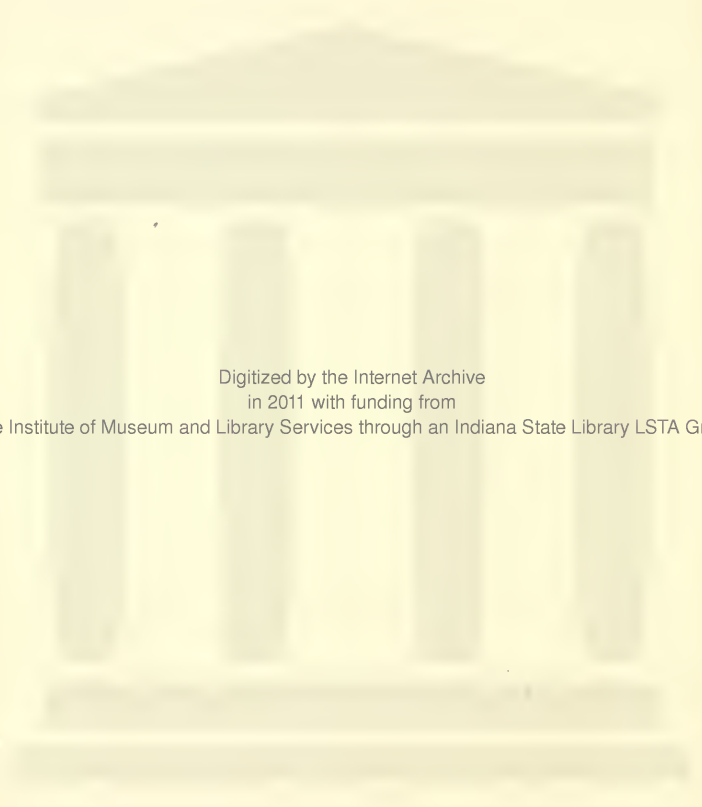 Digitized by the Internet Archive
in 2011 with funding from
Institute of Museum and Library Services through an Indiana State Library LSTA